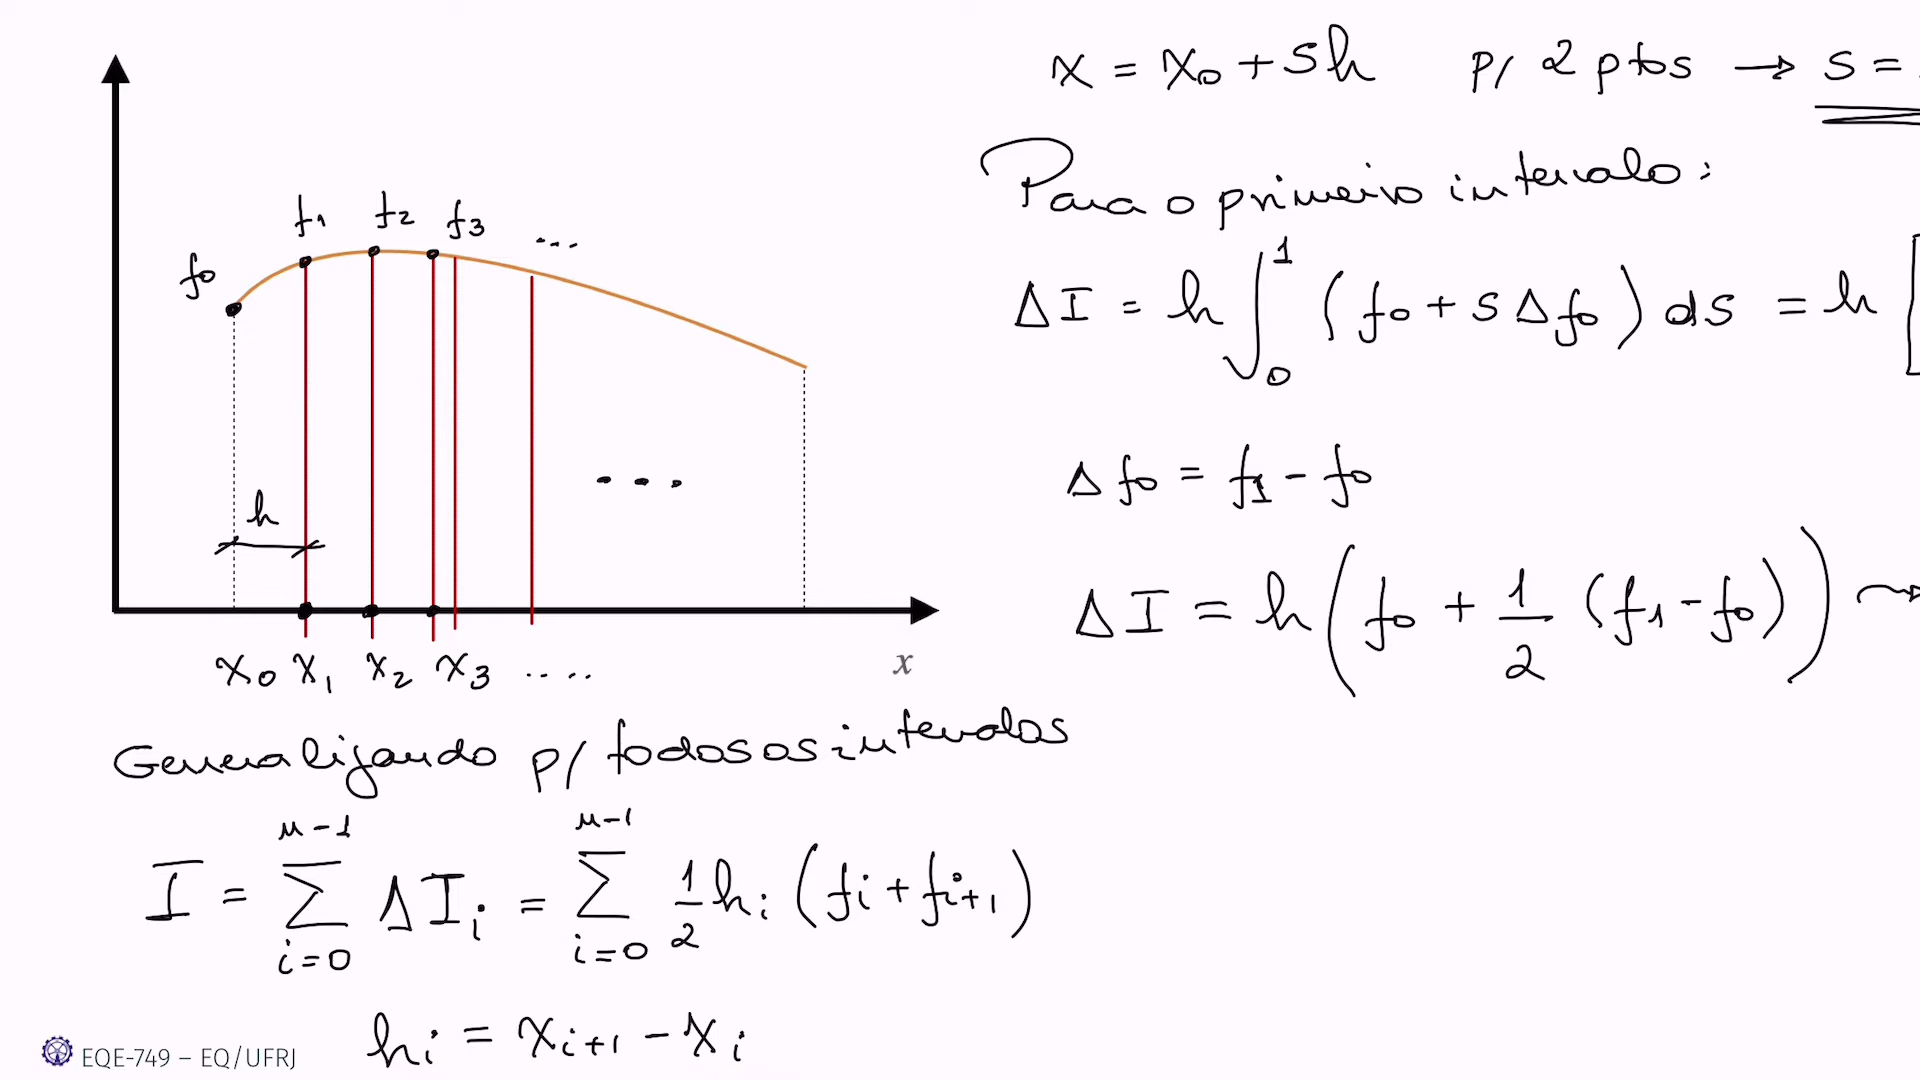 x = x₀ + sh p/ 2 ptos → s =
Para o primeiro intervalo:
ΔI = h ∫₀¹ (f₀ + s Δf₀) ds = h [
Δf₀ = f₁ - f₀
ΔI = h(f₀ + 1/2 (f₁ - f₀)) →
f₀ f₁ f₂ f₃ ...
h
...
x₀ x₁ x₂ x₃ ....
x
Generalizando p/ todos os intervalos
I = Σ_{i=0}^{n-1} ΔIᵢ = Σ_{i=0}^{n-1} 1/2 hᵢ (fᵢ + fᵢ₊₁)
hᵢ = xᵢ₊₁ - xᵢ
EQE-749 – EQ/UFRJ